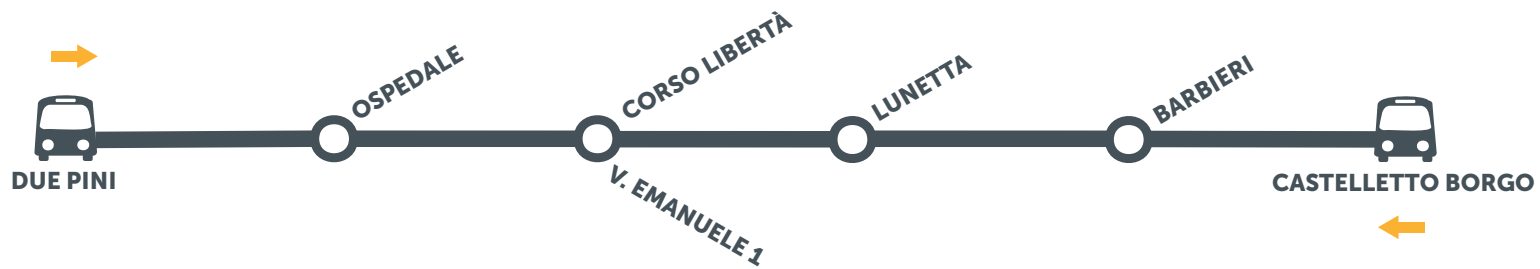 DUE PINI
OSPEDALE
CORSO LIBERTÀ
V. EMANUELE 1
LUNETTA
BARBIERI
CASTELLETTO BORGO